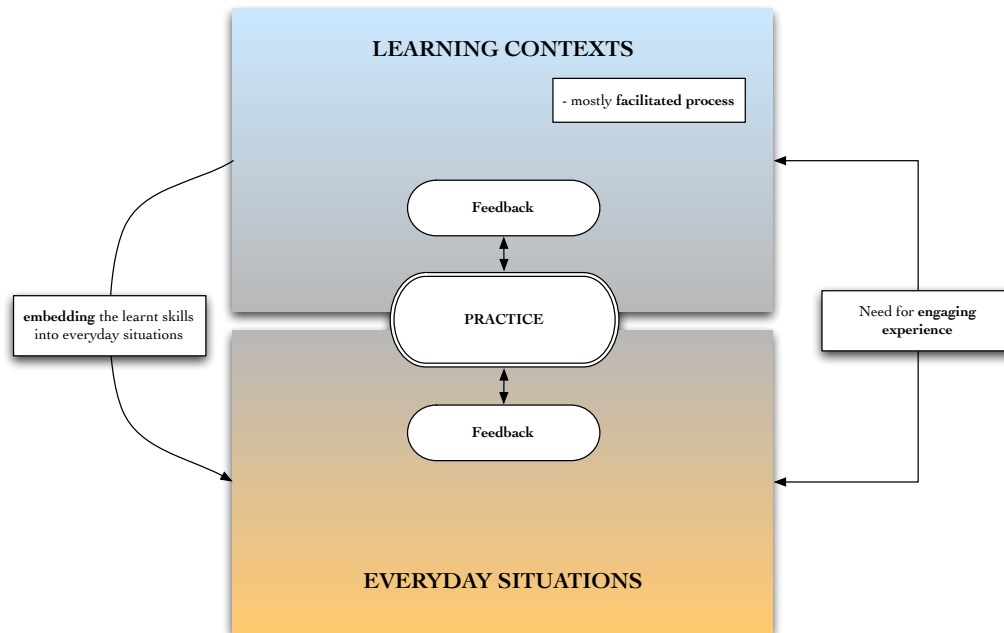 LEARNING CONTEXTS
- mostly facilitated process
Feedback
PRACTICE
embedding the learnt skills
into everyday situations
Need for engaging
experience
Feedback
EVERYDAY SITUATIONS